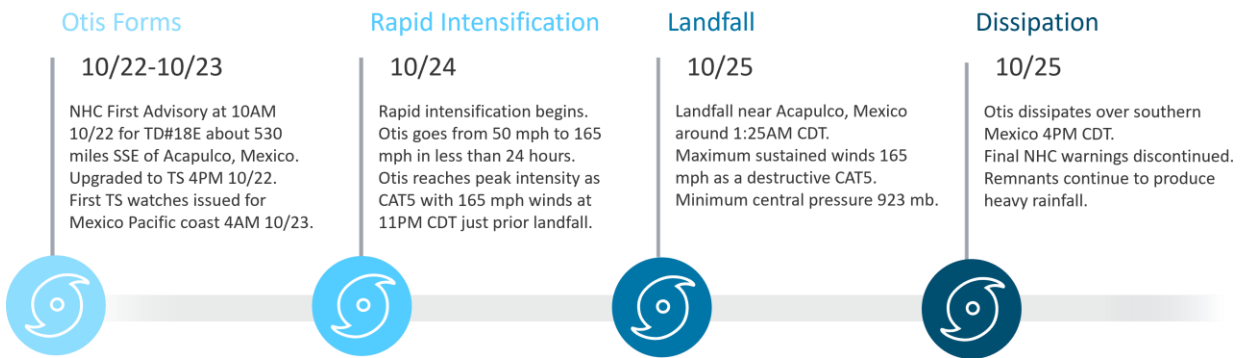 Otis Forms
10/22-10/23
NHC First Advisory at 10AM
10/22 for TD#18E about 530
miles SSE of Acapulco, Mexico.
Upgraded to TS 4PM 10/22.
First TS watches issued for
Mexico Pacific coast 4AM 10/23.
Rapid Intensification
10/24
Rapid intensification begins.
Otis goes from 50 mph to 165
mph in less than 24 hours.
Otis reaches peak intensity as
CAT5 with 165 mph winds at
11PM CDT just prior landfall.
Landfall
10/25
Landfall near Acapulco, Mexico
around 1:25AM CDT.
Maximum sustained winds 165
mph as a destructive CAT5.
Minimum central pressure 923 mb.
Dissipation
10/25
Otis dissipates over southern
Mexico 4PM CDT.
Final NHC warnings discontinued.
Remnants continue to produce
heavy rainfall.